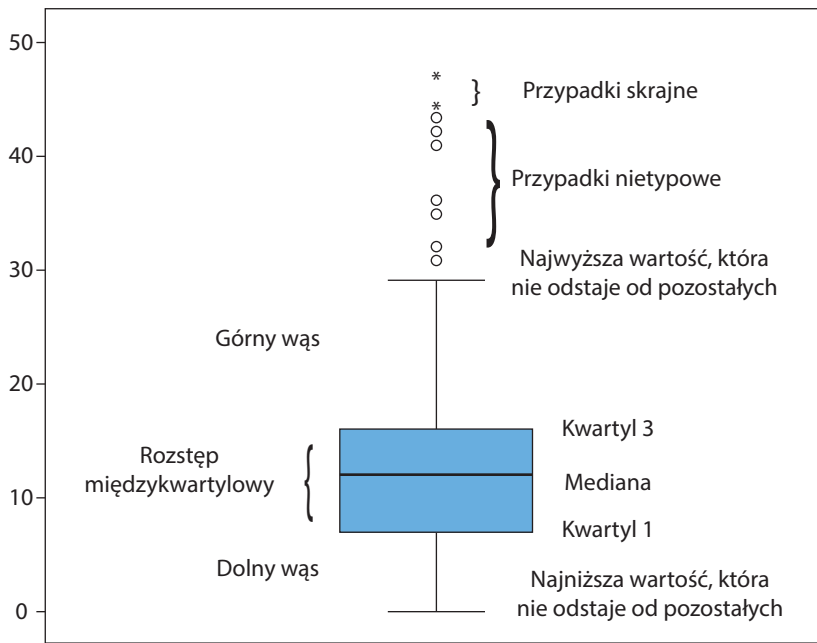 50
40
30
20
10
0
*
*
}
Przypadki skrajne
}
Przypadki nietypowe
Najwyższa wartość, która
nie odstaje od pozostałych
Górny wąs
Kwartyl 3
Rozstęp
międzykwartylowy
{
Mediana
Kwartyl 1
Dolny wąs
Najniższa wartość, która
nie odstaje od pozostałych